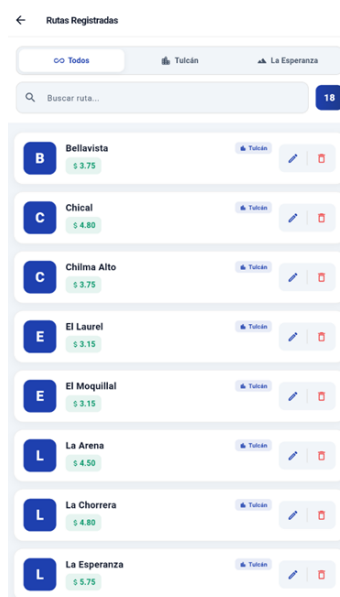 Rutas Registradas
Todos Tulcán La Esperanza
Buscar ruta... 18
B Bellavista Tulcán
$ 3.75
C Chical Tulcán
$ 4.80
C Chilma Alto Tulcán
$ 3.75
E El Laurel Tulcán
$ 3.15
E El Moquillal Tulcán
$ 3.15
L La Arena Tulcán
$ 4.50
L La Chorrera Tulcán
$ 4.80
L La Esperanza Tulcán
$ 5.75